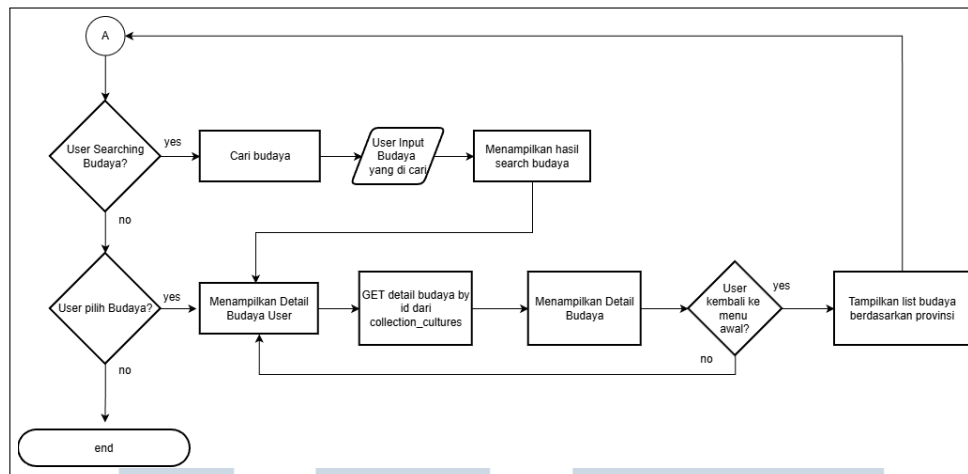 A
User Searching
Budaya?
yes
Cari budaya
User Input
Budaya
yang di cari
Menampilkan hasil
search budaya
no
User pilih Budaya?
yes
Menampilkan Detail
Budaya User
GET detail budaya by
id dari
collection_cultures
Menampilkan Detail
Budaya
User
kembali ke
menu
awal?
yes
Tampilkan list budaya
berdasarkan provinsi
no
no
end